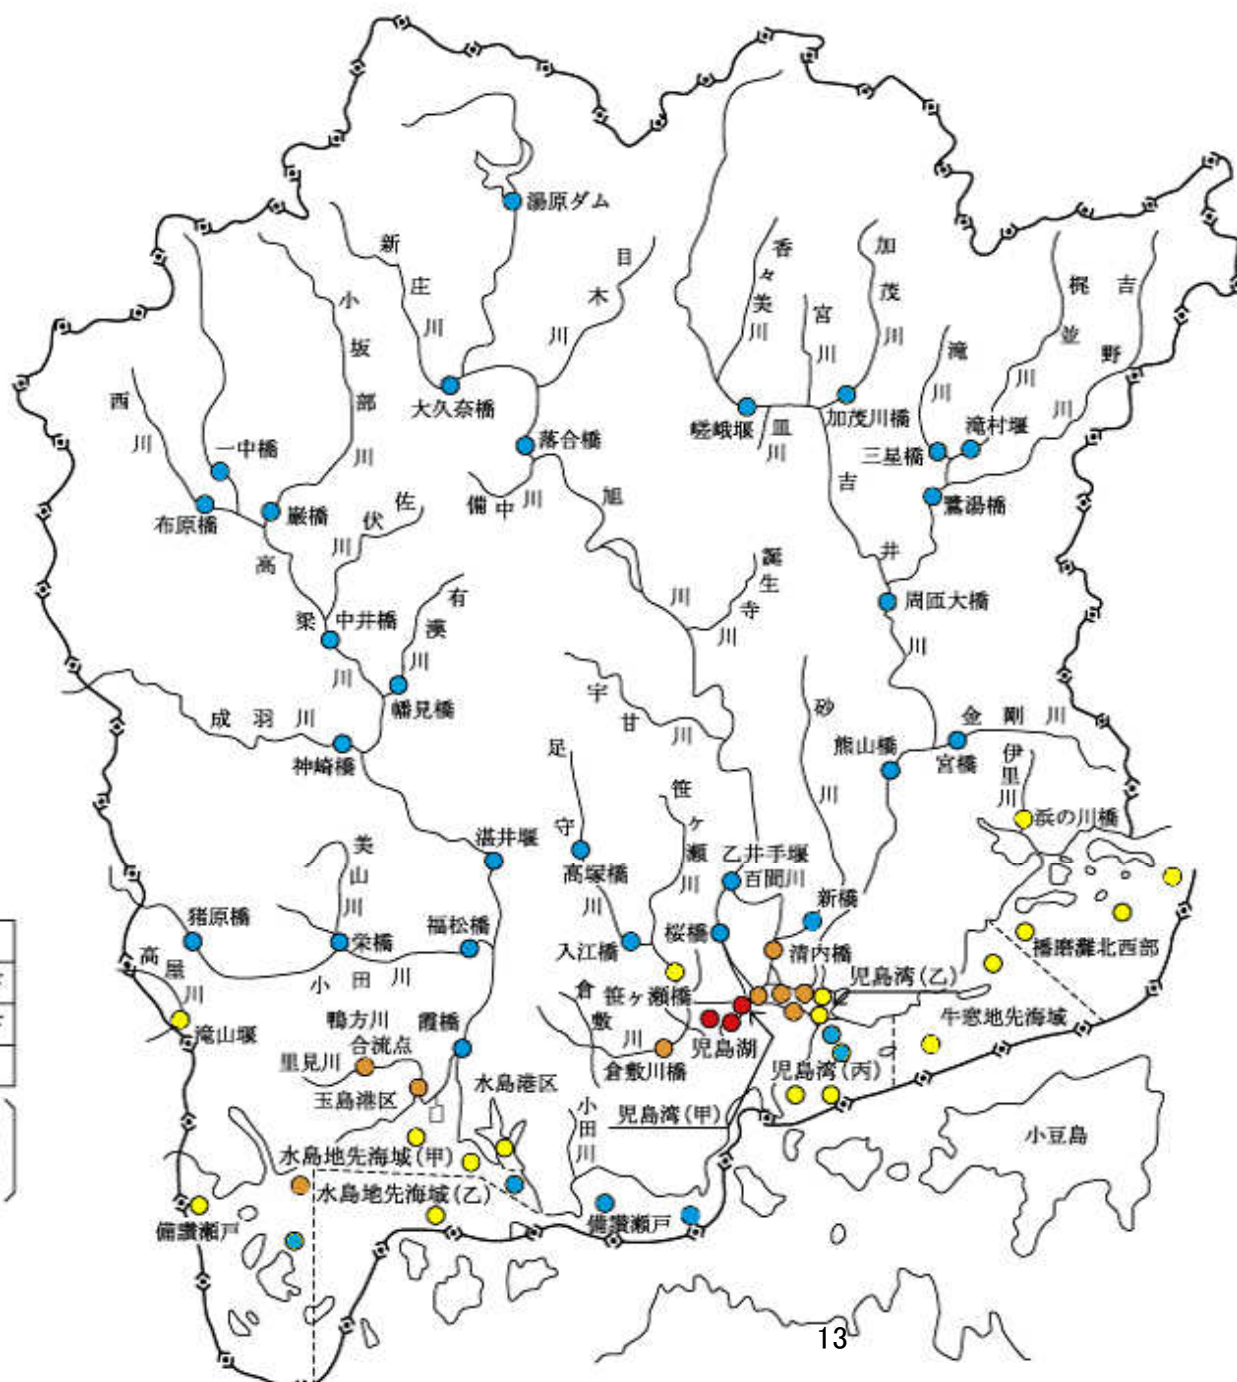 湯原ダム
新庄川
目木川
小坂部川
香々美川
宮川
加茂川
梶並川
吉野川
滝川
西川
大久奈橋
嵯峨堰
皿川
加茂川橋
滝村堰
三星橋
一中橋
落合橋
備中川
旭川
吉井川
鷺湯橋
布原橋
巌橋
佐伏川
高梁川
誕生寺川
中井橋
有漢川
周匝大橋
幡見橋
宇甘川
砂川
成羽川
神崎橋
金剛川
熊山橋
宮橋
伊里川
足守川
笹ヶ瀬川
浜の川橋
湛井堰
美山川
高塚橋
乙井手堰
百間川
新橋
猪原橋
栄橋
福松橋
入江橋
桜橋
清内橋
播磨灘北西部
高屋川
小田川
笹ヶ瀬橋
児島湾(乙)
倉敷川
滝山堰
鴨方川
合流点
里見川
霞橋
児島湖
牛窓地先海域
倉敷川橋
玉島港区
水島港区
児島湾(丙)
小田川
児島湾(甲)
小豆島
水島地先海域(甲)
水島地先海域(乙)
備讃瀬戸
備讃瀬戸
13